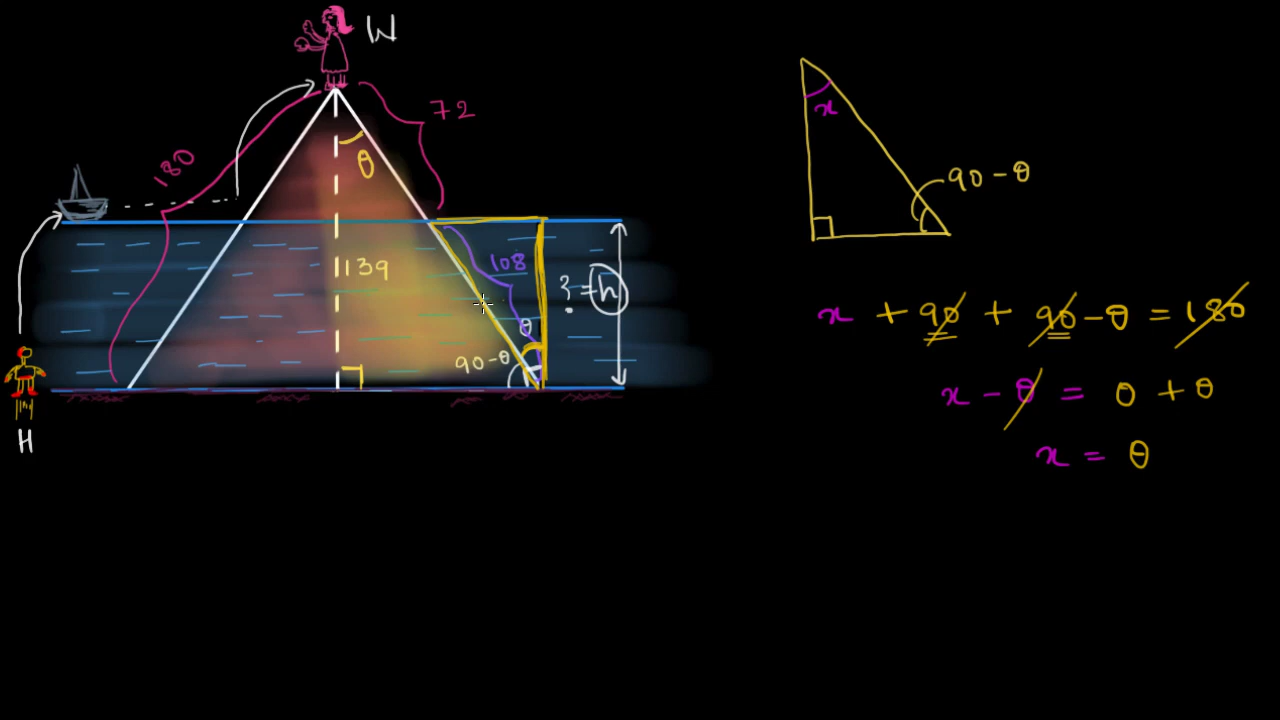 W
72
θ
180
x
90-θ
139
108
? = h
θ
90-θ
x + 90 + 90-θ = 180
x - θ = 0 + θ
x = θ
H